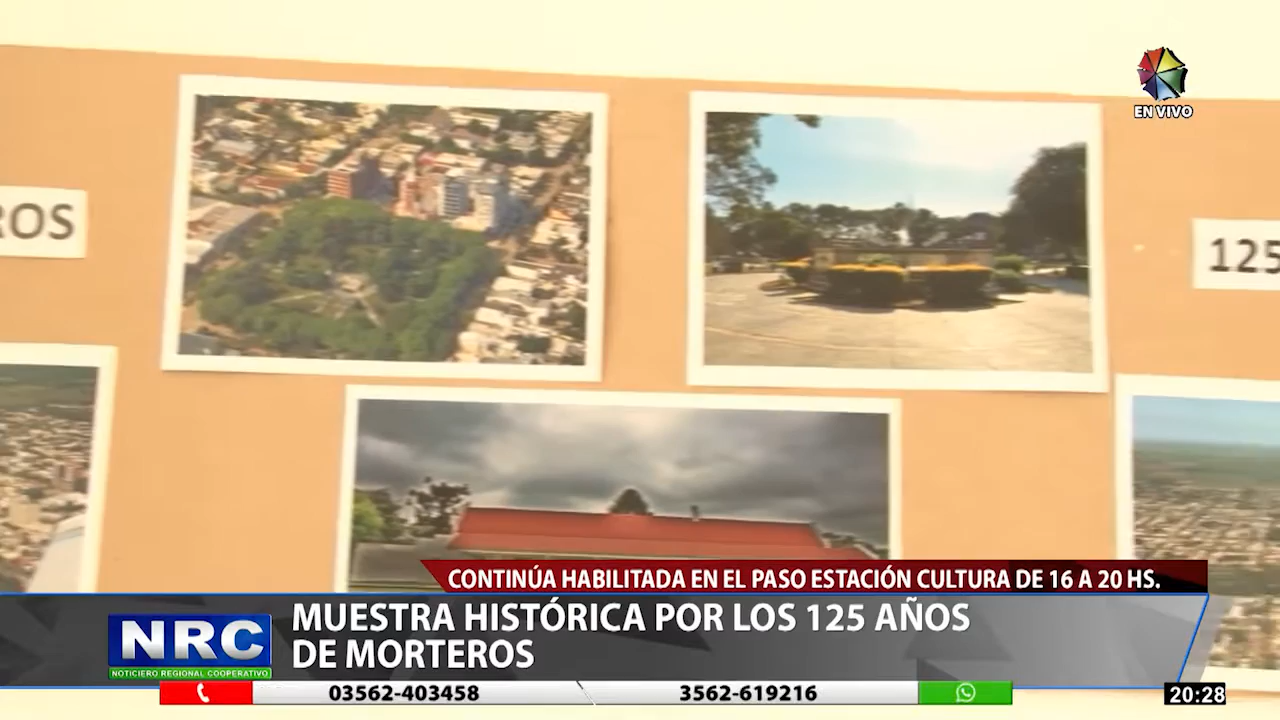 EN VIVO
ROS
125
CONTINÚA HABILITADA EN EL PASO ESTACIÓN CULTURA DE 16 A 20 HS.
MUESTRA HISTÓRICA POR LOS 125 AÑOS
DE MORTEROS
NRC
NOTICIERO REGIONAL COOPERATIVO
03562-403458
3562-619216
20:28